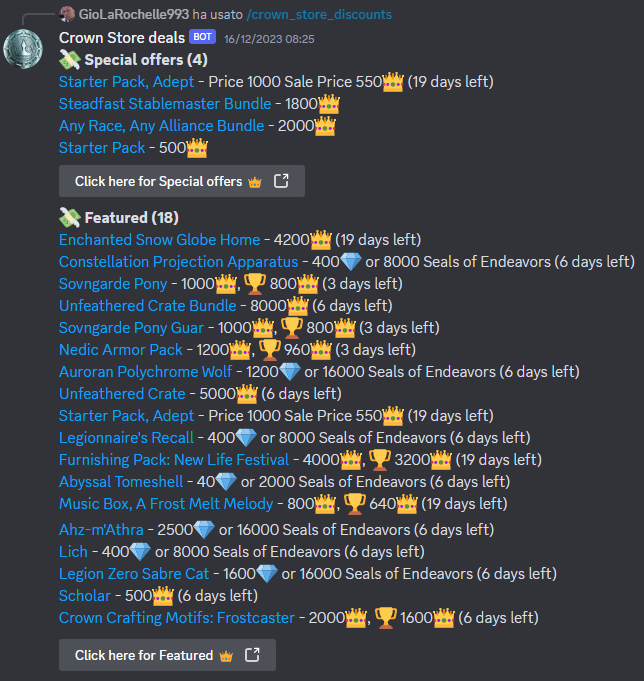 GioLaRochelle993 ha usato /crown_store_discounts
Crown Store deals BOT 16/12/2023 08:25
💸 Special offers (4)
Starter Pack, Adept - Price 1000 Sale Price 550👑 (19 days left)
Steadfast Stablemaster Bundle - 1800👑
Any Race, Any Alliance Bundle - 2000👑
Starter Pack - 500👑
Click here for Special offers 👑
💸 Featured (18)
Enchanted Snow Globe Home - 4200👑 (19 days left)
Constellation Projection Apparatus - 400💎 or 8000 Seals of Endeavors (6 days left)
Sovngarde Pony - 1000👑, 🏆 800👑 (3 days left)
Unfeathered Crate Bundle - 8000👑 (6 days left)
Sovngarde Pony Guar - 1000👑, 🏆 800👑 (3 days left)
Nedic Armor Pack - 1200👑, 🏆 960👑 (3 days left)
Auroran Polychrome Wolf - 1200💎 or 16000 Seals of Endeavors (6 days left)
Unfeathered Crate - 5000👑 (6 days left)
Starter Pack, Adept - Price 1000 Sale Price 550👑 (19 days left)
Legionnaire's Recall - 400💎 or 8000 Seals of Endeavors (6 days left)
Furnishing Pack: New Life Festival - 4000👑, 🏆 3200👑 (19 days left)
Abyssal Tomeshell - 40💎 or 2000 Seals of Endeavors (6 days left)
Music Box, A Frost Melt Melody - 800👑, 🏆 640👑 (19 days left)
Ahz-m'Athra - 2500💎 or 16000 Seals of Endeavors (6 days left)
Lich - 400💎 or 8000 Seals of Endeavors (6 days left)
Legion Zero Sabre Cat - 1600💎 or 16000 Seals of Endeavors (6 days left)
Scholar - 500👑 (6 days left)
Crown Crafting Motifs: Frostcaster - 2000👑, 🏆 1600👑 (6 days left)
Click here for Featured 👑